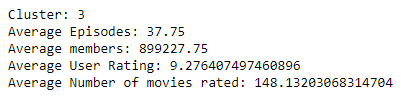 Cluster: 3
Average Episodes: 37.75
Average members: 899227.75
Average User Rating: 9.276407497460896
Average Number of movies rated: 148.13203068314704